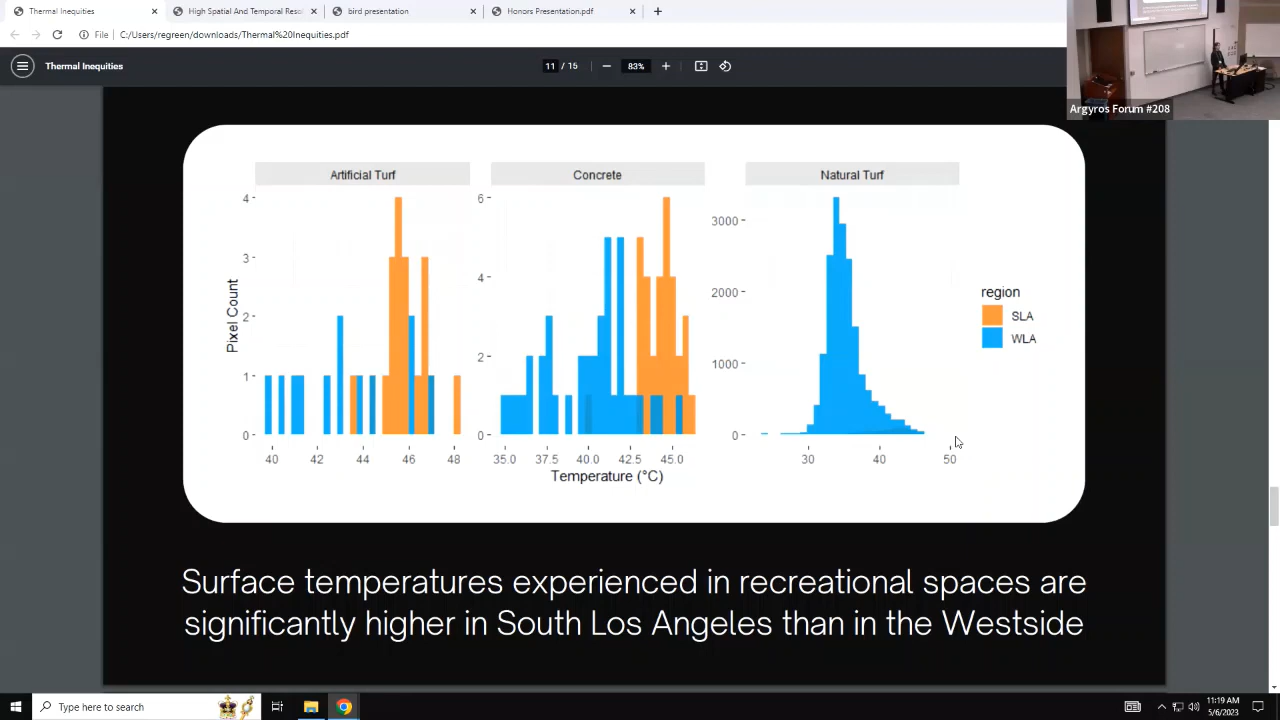 Thermal Inequities
High Spatial And Temporal Reso
bird presentation
Honors Presentation.pdf
File
C:/Users/regreen/downloads/Thermal%20Inequities.pdf
Thermal Inequities
11 / 15
83%
Argyros Forum #208
Artificial Turf
Concrete
Natural Turf
Pixel Count
4
3
2
1
0
40 42 44 46 48
6
4
2
0
35.0 37.5 40.0 42.5 45.0
3000
2000
1000
0
30 40 50
Temperature (°C)
region
SLA
WLA
Surface temperatures experienced in recreational spaces are
significantly higher in South Los Angeles than in the Westside
Type here to search
11:19 AM
5/6/2023